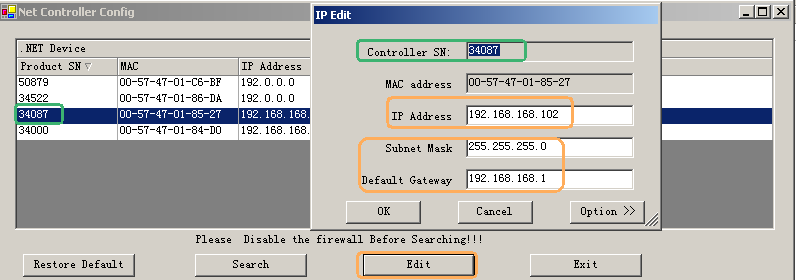 Net Controller Config
IP Edit
.NET Device
Product SN MAC IP Address
50879 00-57-47-01-C6-BF 192.0.0.0
34522 00-57-47-01-86-DA 192.0.0.0
34087 00-57-47-01-85-27 192.168.168.
34000 00-57-47-01-84-D0 192.168.168.
Controller SN: 34087
MAC address 00-57-47-01-85-27
IP Address 192.168.168.102
Subnet Mask 255.255.255.0
Default Gateway 192.168.168.1
OK Cancel Option >>
Please Disable the firewall Before Searching!!!
Restore Default Search Edit Exit